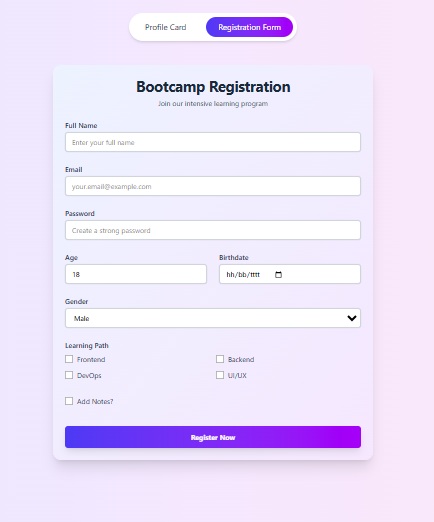 Profile Card Registration Form
Bootcamp Registration
Join our intensive learning program
Full Name
Enter your full name
Email
your.email@example.com
Password
Create a strong password
Age Birthdate
18 hh/bb/tttt
Gender
Male
Learning Path
Frontend Backend
DevOps UI/UX
Add Notes?
Register Now